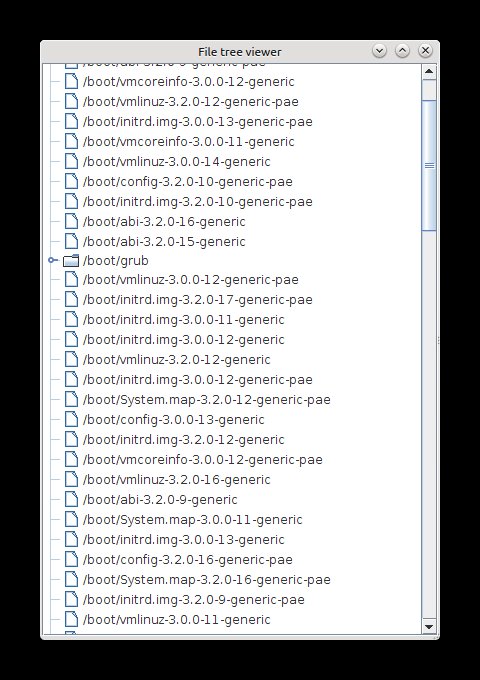 File tree viewer
/boot/abi-3.2.0-9-generic-pae
/boot/vmcoreinfo-3.0.0-12-generic
/boot/vmlinuz-3.2.0-12-generic-pae
/boot/initrd.img-3.0.0-13-generic-pae
/boot/vmcoreinfo-3.0.0-11-generic
/boot/vmlinuz-3.0.0-14-generic
/boot/config-3.2.0-10-generic-pae
/boot/initrd.img-3.2.0-10-generic-pae
/boot/abi-3.2.0-16-generic
/boot/abi-3.2.0-15-generic
/boot/grub
/boot/vmlinuz-3.0.0-12-generic-pae
/boot/initrd.img-3.2.0-17-generic-pae
/boot/initrd.img-3.0.0-11-generic
/boot/initrd.img-3.0.0-12-generic
/boot/vmlinuz-3.2.0-12-generic
/boot/initrd.img-3.0.0-12-generic-pae
/boot/System.map-3.2.0-12-generic-pae
/boot/config-3.0.0-13-generic
/boot/initrd.img-3.2.0-12-generic
/boot/vmcoreinfo-3.0.0-12-generic-pae
/boot/vmlinuz-3.2.0-16-generic
/boot/abi-3.2.0-9-generic
/boot/System.map-3.0.0-11-generic
/boot/initrd.img-3.0.0-13-generic
/boot/config-3.2.0-16-generic-pae
/boot/System.map-3.2.0-16-generic-pae
/boot/initrd.img-3.2.0-9-generic-pae
/boot/vmlinuz-3.0.0-11-generic